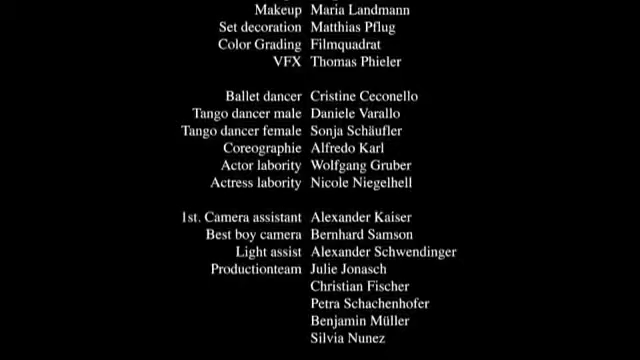 Makeup Maria Landmann
Set decoration Matthias Pflug
Color Grading Filmquadrat
VFX Thomas Phieler
Ballet dancer Cristine Ceconello
Tango dancer male Daniele Varallo
Tango dancer female Sonja Schäufler
Coreographie Alfredo Karl
Actor labority Wolfgang Gruber
Actress labority Nicole Niegelhell
1st. Camera assistant Alexander Kaiser
Best boy camera Bernhard Samson
Light assist Alexander Schwendinger
Productionteam Julie Jonasch
Christian Fischer
Petra Schachenhofer
Benjamin Müller
Silvia Nunez